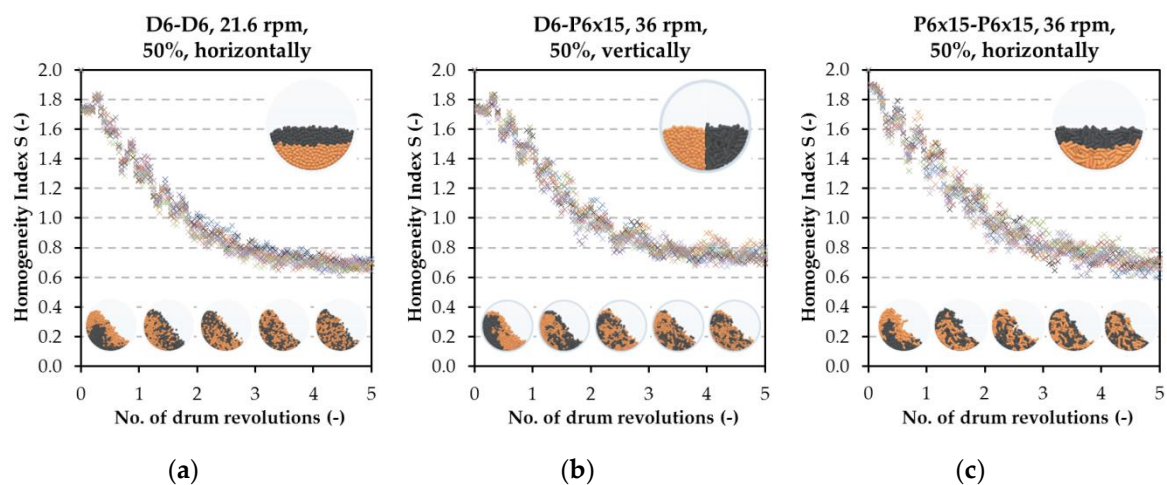 D6-D6, 21.6 rpm,
50%, horizontally
Homogeneity Index S (-)
2.0
1.8
1.6
1.4
1.2
1.0
0.8
0.6
0.4
0.2
0.0
0 1 2 3 4 5
No. of drum revolutions (-)
(a)
D6-P6x15, 36 rpm,
50%, vertically
Homogeneity Index S (-)
2.0
1.8
1.6
1.4
1.2
1.0
0.8
0.6
0.4
0.2
0.0
0 1 2 3 4 5
No. of drum revolutions (-)
(b)
P6x15-P6x15, 36 rpm,
50%, horizontally
Homogeneity Index S (-)
2.0
1.8
1.6
1.4
1.2
1.0
0.8
0.6
0.4
0.2
0.0
0 1 2 3 4 5
No. of drum revolutions (-)
(c)